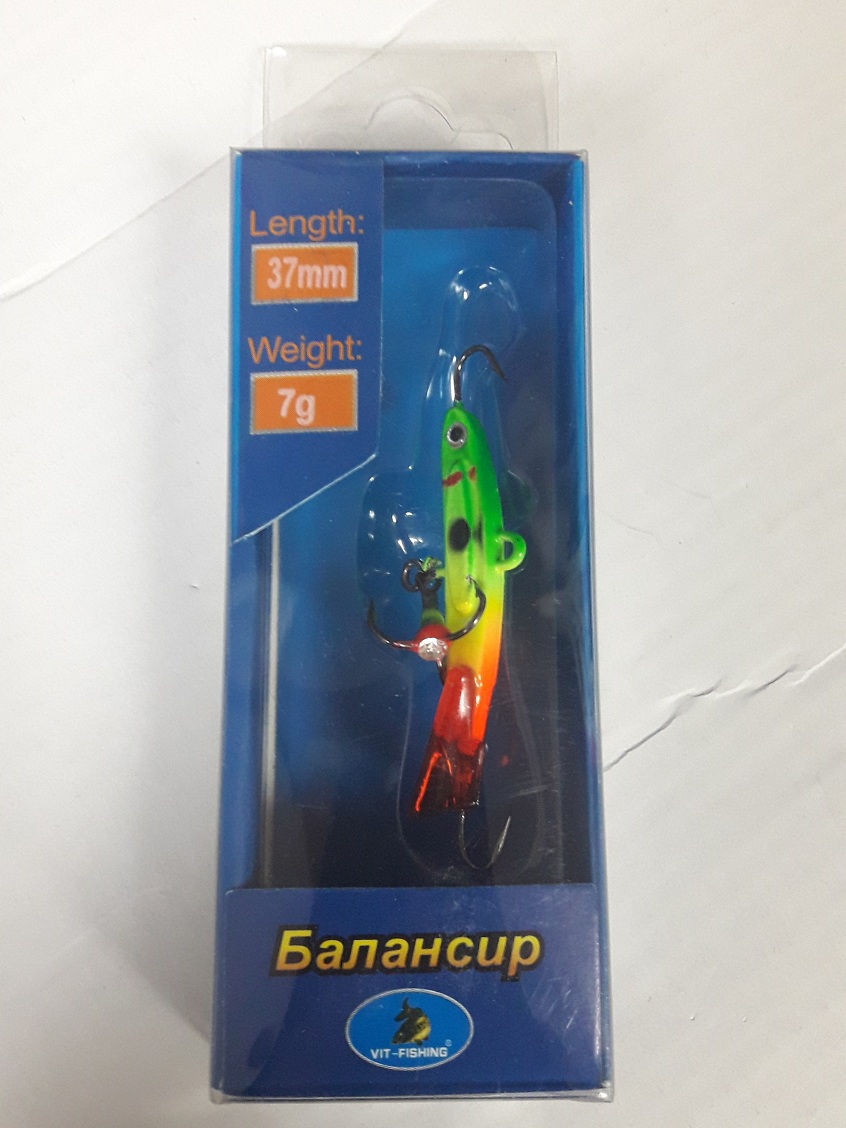 Length:
37mm
Weight:
7g
Балансир
VIT-FISHING®